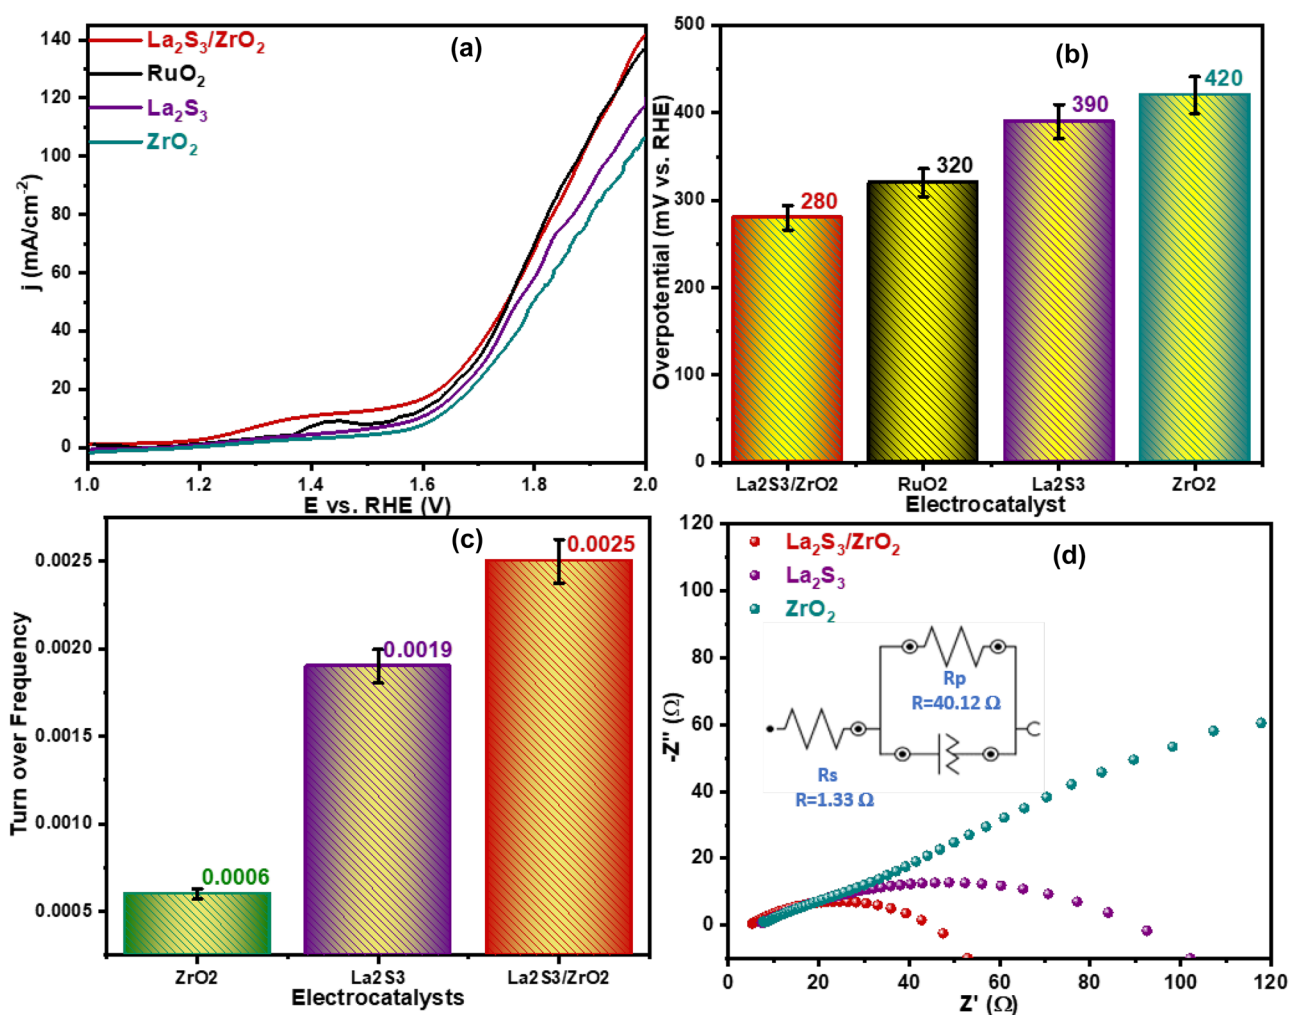 (a)
La₂S₃/ZrO₂
RuO₂
La₂S₃
ZrO₂
140
120
100
80
60
40
20
0
j (mA/cm⁻²)
1.0 1.2 1.4 1.6 1.8 2.0
E vs. RHE (V)
(b)
500
400
300
200
100
0
Overpotential (mV vs. RHE)
280
320
390
420
La2S3/ZrO2 RuO2 La2S3 ZrO2
Electrocatalyst
(c)
0.0025
0.0020
0.0015
0.0010
0.0005
Turn over Frequency
0.0006
0.0019
0.0025
ZrO2 La2S3 La2S3/ZrO2
Electrocatalysts
(d)
La₂S₃/ZrO₂
La₂S₃
ZrO₂
120
100
80
60
40
20
0
-Z'' (Ω)
Rp
R=40.12 Ω
Rs
R=1.33 Ω
0 20 40 60 80 100 120
Z' (Ω)